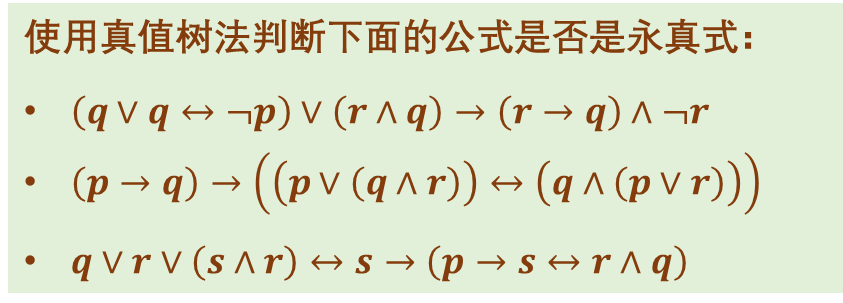 使用真值树法判断下面的公式是否是永真式：
• (q ∨ q ↔ ¬p) ∨ (r ∧ q) → (r → q) ∧ ¬r
• (p → q) → ((p ∨ (q ∧ r)) ↔ (q ∧ (p ∨ r)))
• q ∨ r ∨ (s ∧ r) ↔ s → (p → s ↔ r ∧ q)